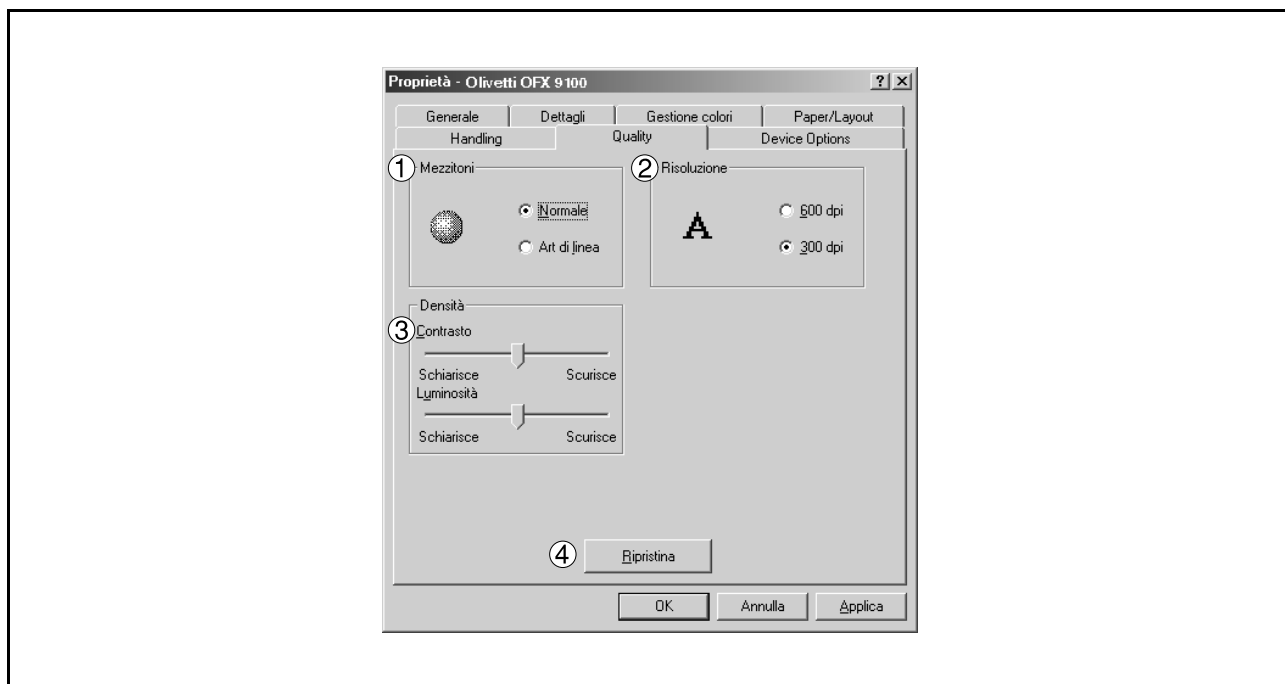 Proprietà - Olivetti OFX 9100
Generale Dettagli Gestione colori Paper/Layout
Handling Quality Device Options
1 Mezzitoni
Normale
Art di linea
2 Risoluzione
A
600 dpi
300 dpi
Densità
3 Contrasto
Schiarisce Scurisce
Luminosità
Schiarisce Scurisce
4 Ripristina
OK Annulla Applica